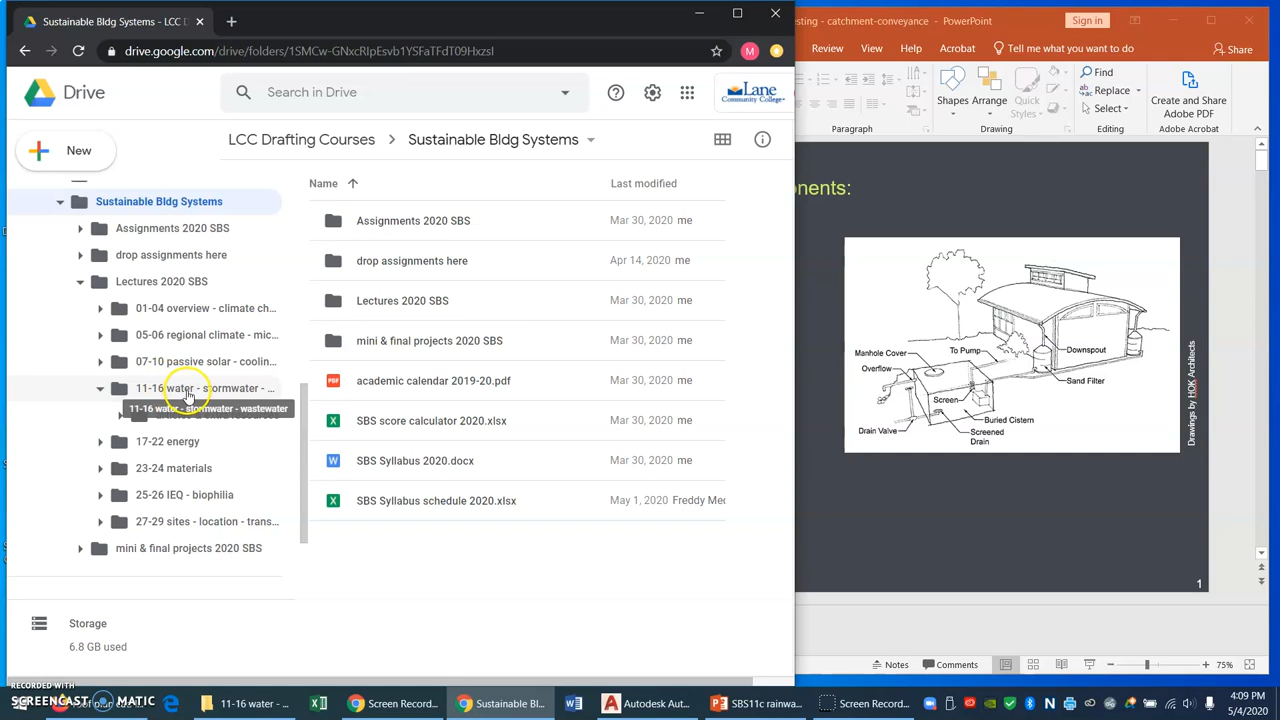 Sustainable Bldg Systems - LCC D
esting - catchment-conveyance - PowerPoint
Sign in
drive.google.com/drive/folders/1SMCw-GNxcRlpEsvb1YSFaTFdT09HxzsI
M
Review View Help Acrobat Tell me what you want to do Share
Drive
Search in Drive
Lane
Community College
Shapes Arrange Quick Styles
Find
Replace
Select
Create and Share Adobe PDF
Paragraph Drawing Editing Adobe Acrobat
New
LCC Drafting Courses
Sustainable Bldg Systems
Name
Last modified
Sustainable Bldg Systems
Assignments 2020 SBS
drop assignments here
Lectures 2020 SBS
01-04 overview - climate ch...
05-06 regional climate - mic...
07-10 passive solar - coolin...
11-16 water - stormwater - ...
11-16 water - stormwater - wastewater
17-22 energy
23-24 materials
25-26 IEQ - biophilia
27-29 sites - location - trans...
mini & final projects 2020 SBS
Storage
6.8 GB used
Assignments 2020 SBS Mar 30, 2020 me
drop assignments here Apr 14, 2020 me
Lectures 2020 SBS Mar 30, 2020 me
mini & final projects 2020 SBS Mar 30, 2020 me
PDF academic calendar 2019-20.pdf Mar 30, 2020 me
X SBS score calculator 2020.xlsx Mar 30, 2020 me
W SBS Syllabus 2020.docx Mar 30, 2020 me
X SBS Syllabus schedule 2020.xlsx May 1, 2020 Freddy Med
nents:
Manhole Cover
To Pump
Overflow
Downspout
Sand Filter
Screen
Buried Cistern
Drain Valve
Screened
Drain
Drawings by HOK Architects
1
Notes Comments 75%
RECORDED WITH
SCREENCAST MATIC
11-16 water - ...
Screen Recor...
Sustainable Bl...
Autodesk Aut...
SBS11c rainwa...
Screen Recor...
4:09 PM
5/4/2020